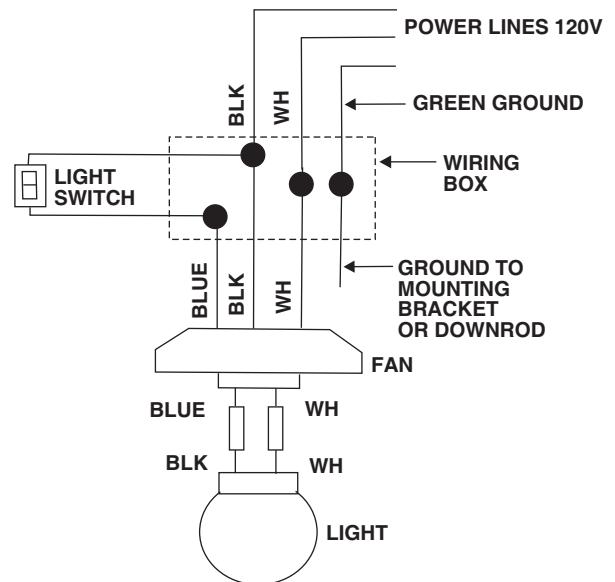 POWER LINES 120V
BLK
WH
GREEN GROUND
WIRING
BOX
LIGHT
SWITCH
BLUE
BLK
WH
GROUND TO
MOUNTING
BRACKET
OR DOWNROD
FAN
BLUE
WH
BLK
WH
LIGHT